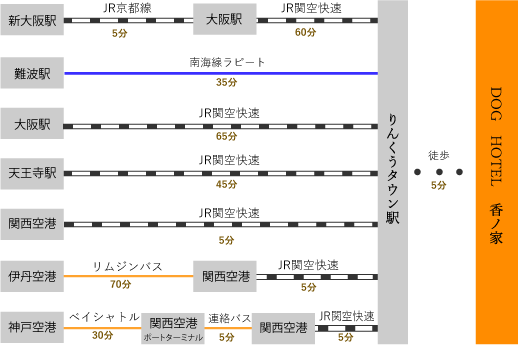 新大阪駅
JR京都線
5分
大阪駅
JR関空快速
60分
難波駅
南海線ラピート
35分
大阪駅
JR関空快速
65分
天王寺駅
JR関空快速
45分
関西空港
JR関空快速
5分
伊丹空港
リムジンバス
70分
関西空港
JR関空快速
5分
神戸空港
ベイシャトル
30分
関西空港
ポートターミナル
連絡バス
5分
関西空港
JR関空快速
5分
りんくうタウン駅
徒歩
5分
DOG HOTEL 香ノ家